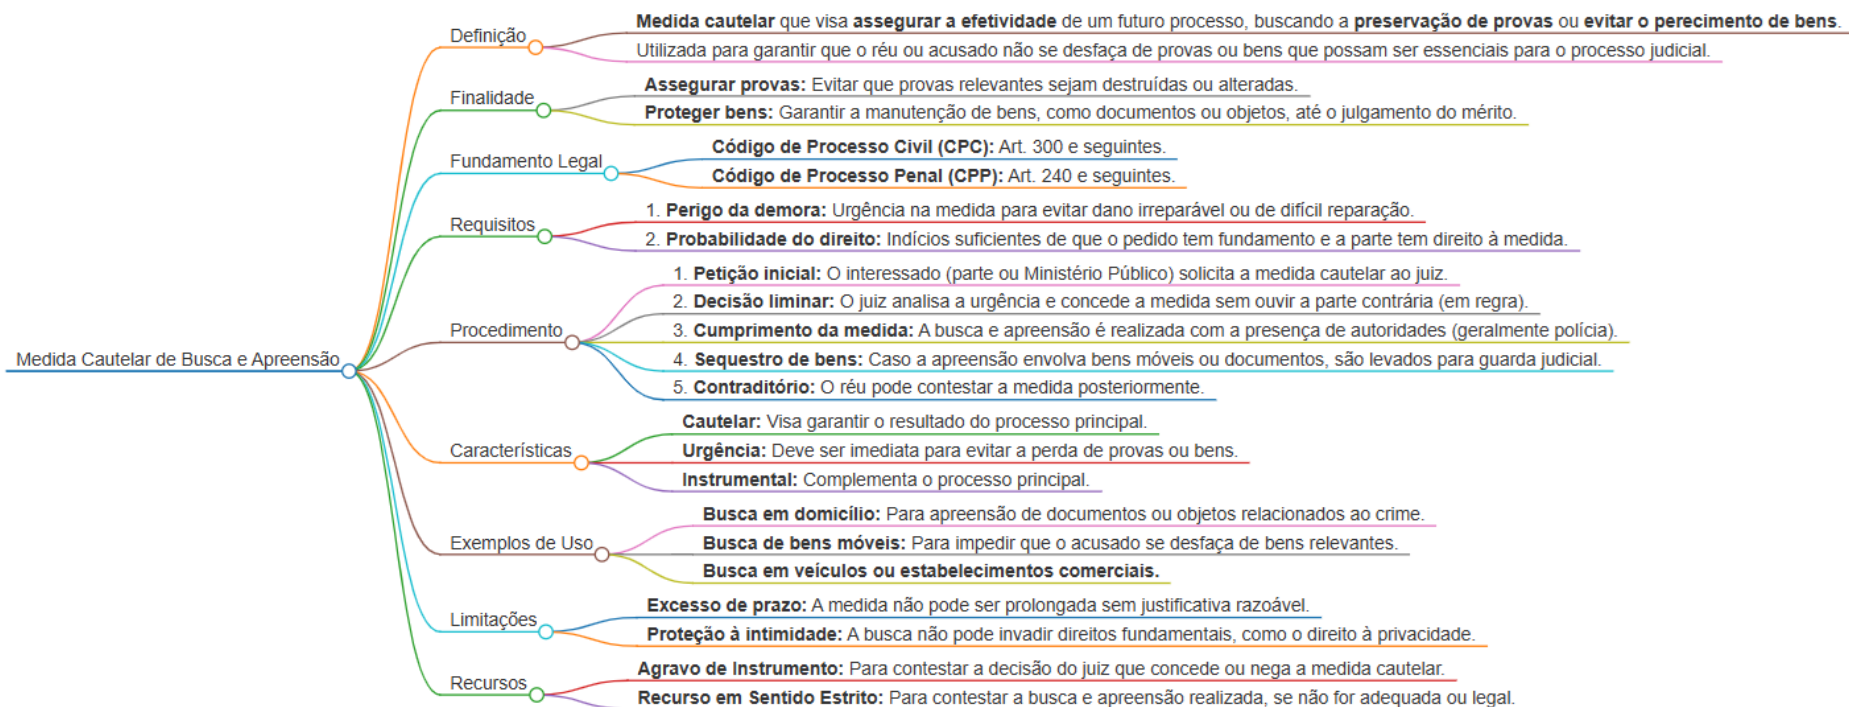 Medida Cautelar de Busca e Apreensão
Definição
Medida cautelar que visa assegurar a efetividade de um futuro processo, buscando a preservação de provas ou evitar o perecimento de bens.
Utilizada para garantir que o réu ou acusado não se desfaça de provas ou bens que possam ser essenciais para o processo judicial.
Finalidade
Assegurar provas: Evitar que provas relevantes sejam destruídas ou alteradas.
Proteger bens: Garantir a manutenção de bens, como documentos ou objetos, até o julgamento do mérito.
Fundamento Legal
Código de Processo Civil (CPC): Art. 300 e seguintes.
Código de Processo Penal (CPP): Art. 240 e seguintes.
Requisitos
1. Perigo da demora: Urgência na medida para evitar dano irreparável ou de difícil reparação.
2. Probabilidade do direito: Indícios suficientes de que o pedido tem fundamento e a parte tem direito à medida.
Procedimento
1. Petição inicial: O interessado (parte ou Ministério Público) solicita a medida cautelar ao juiz.
2. Decisão liminar: O juiz analisa a urgência e concede a medida sem ouvir a parte contrária (em regra).
3. Cumprimento da medida: A busca e apreensão é realizada com a presença de autoridades (geralmente polícia).
4. Sequestro de bens: Caso a apreensão envolva bens móveis ou documentos, são levados para guarda judicial.
5. Contraditório: O réu pode contestar a medida posteriormente.
Características
Cautelar: Visa garantir o resultado do processo principal.
Urgência: Deve ser imediata para evitar a perda de provas ou bens.
Instrumental: Complementa o processo principal.
Exemplos de Uso
Busca em domicílio: Para apreensão de documentos ou objetos relacionados ao crime.
Busca de bens móveis: Para impedir que o acusado se desfaça de bens relevantes.
Busca em veículos ou estabelecimentos comerciais.
Limitações
Excesso de prazo: A medida não pode ser prolongada sem justificativa razoável.
Proteção à intimidade: A busca não pode invadir direitos fundamentais, como o direito à privacidade.
Recursos
Agravo de Instrumento: Para contestar a decisão do juiz que concede ou nega a medida cautelar.
Recurso em Sentido Estrito: Para contestar a busca e apreensão realizada, se não for adequada ou legal.